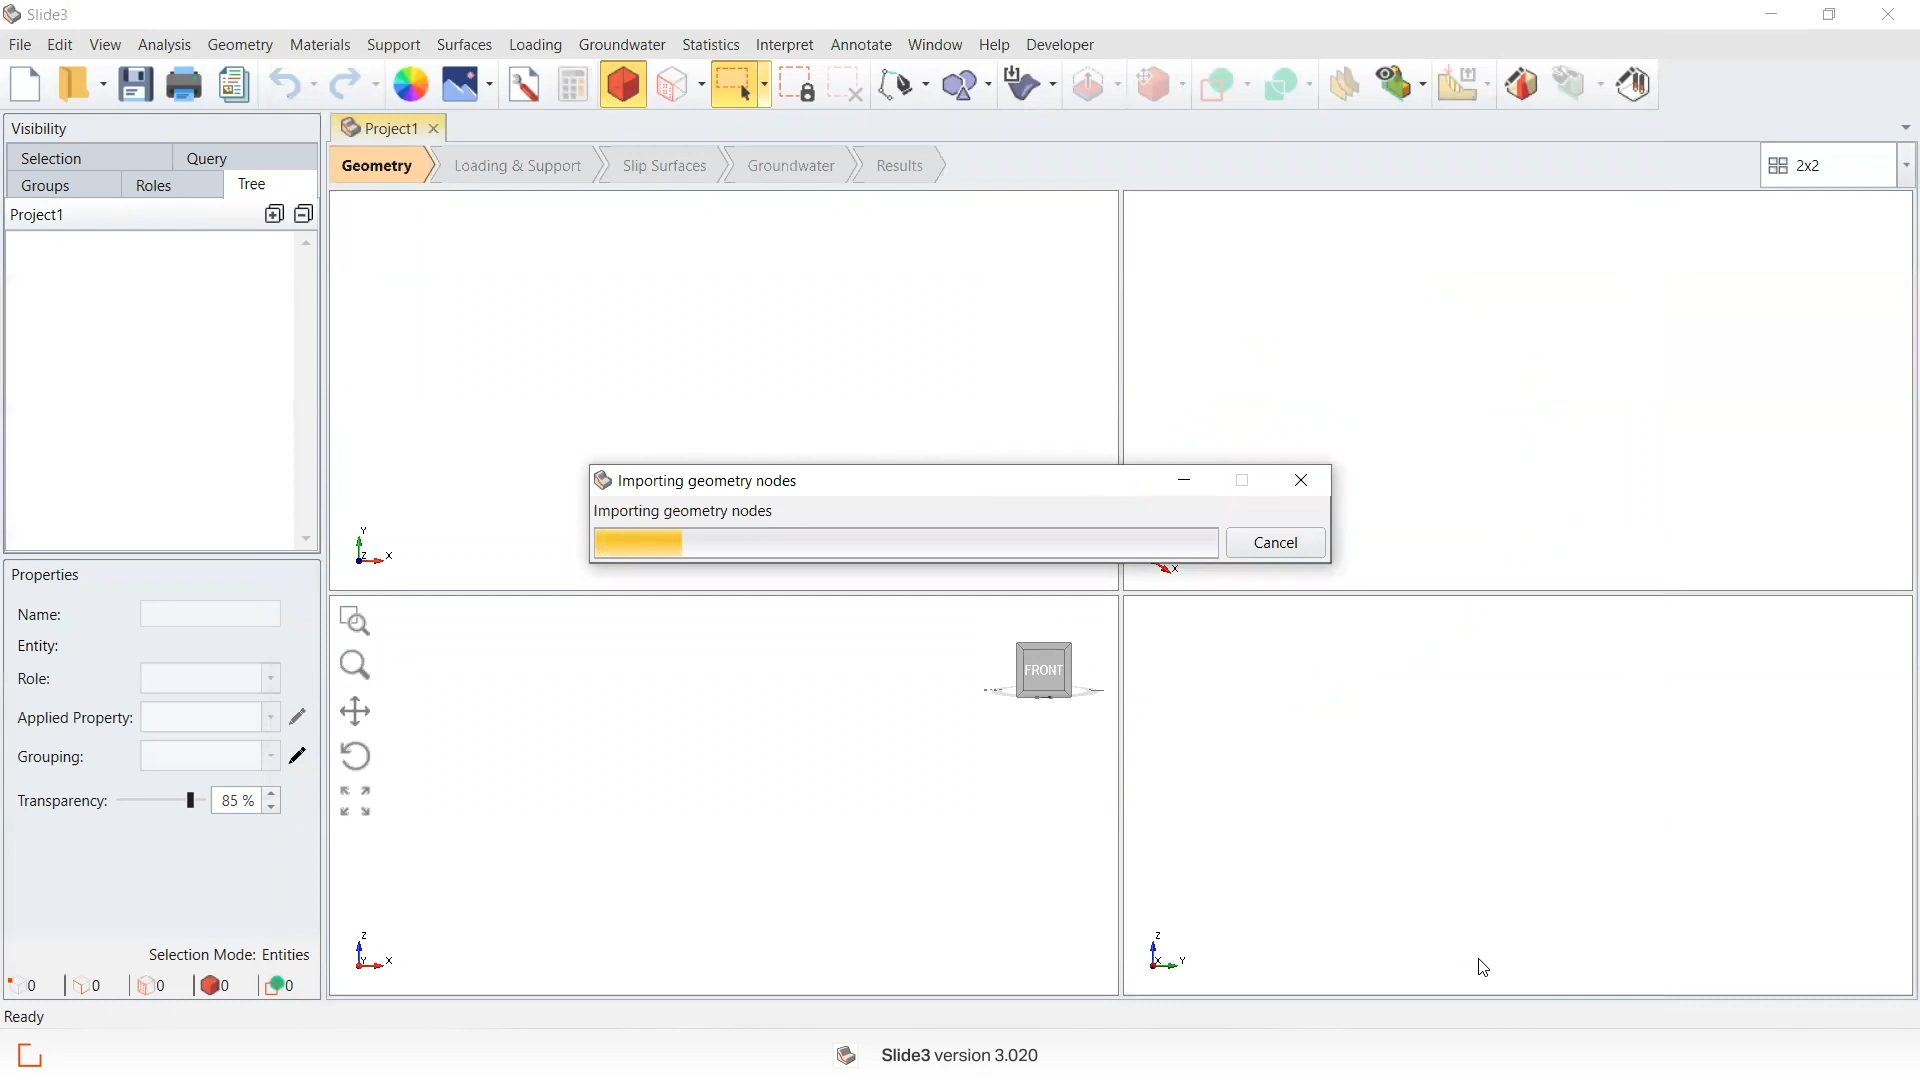 Slide3
File Edit View Analysis Geometry Materials Support Surfaces Loading Groundwater Statistics Interpret Annotate Window Help Developer
Visibility
Selection Query
Groups Roles Tree
Project1
Project1
Geometry Loading & Support Slip Surfaces Groundwater Results
2x2
Y
Z X
X
Importing geometry nodes
Importing geometry nodes
Cancel
Properties
Name:
Entity:
Role:
Applied Property:
Grouping:
Transparency: 85 %
Selection Mode: Entities
0 0 0 0 0
FRONT
Z
Y X
Z
X Y
Ready
Slide3 version 3.020